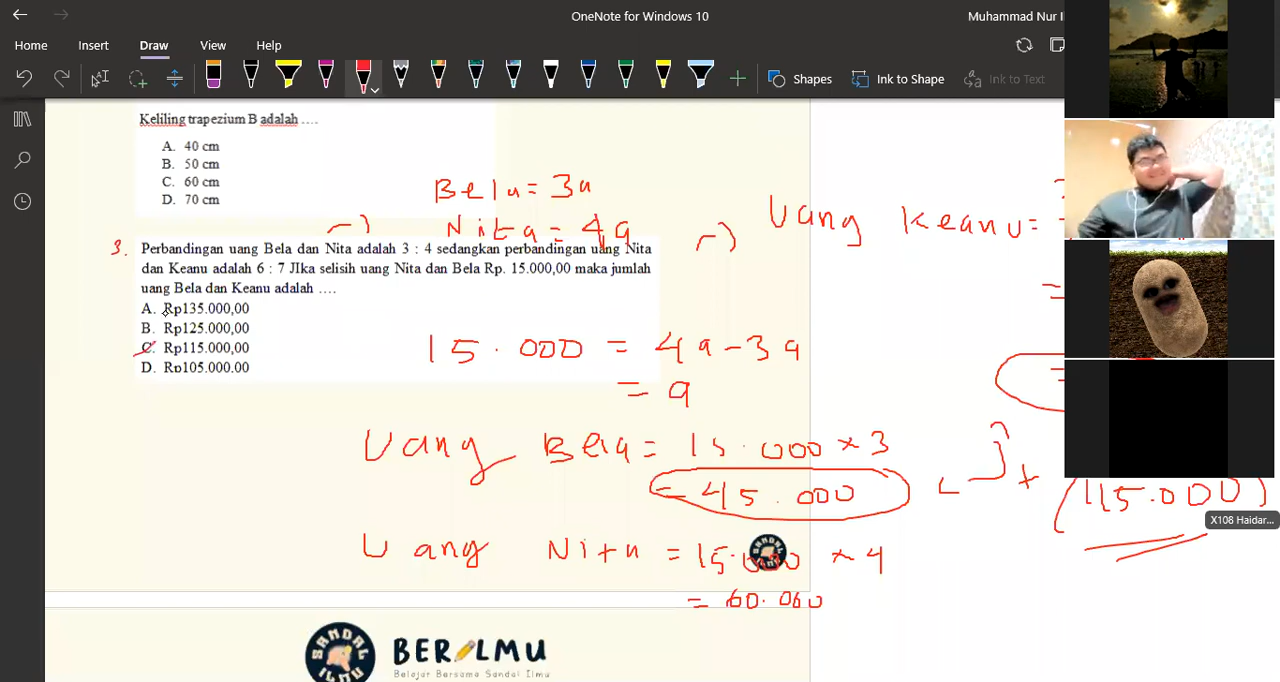 OneNote for Windows 10
Muhammad Nur I
Home Insert Draw View Help
Shapes Ink to Shape Ink to Text
Keliling trapezium B adalah ....
A. 40 cm
B. 50 cm
C. 60 cm
D. 70 cm
Bela = 3a
Nita = 4a
Uang Keanu =
3. Perbandingan uang Bela dan Nita adalah 3 : 4 sedangkan perbandingan uang Nita
dan Keanu adalah 6 : 7 JIka selisih uang Nita dan Bela Rp. 15.000,00 maka jumlah
uang Bela dan Keanu adalah ....
A. Rp135.000,00
B. Rp125.000,00
C. Rp115.000,00
D. Rp105.000.00
15.000 = 4a - 3a
= a
Uang Bela = 15.000 × 3
= 45.000
+
115.000
X108 Haidar...
Uang Nita = 15.000 × 4
= 60.000
SANDAL ILMU
BERILMU
Belajar Bersama Sandal Ilmu